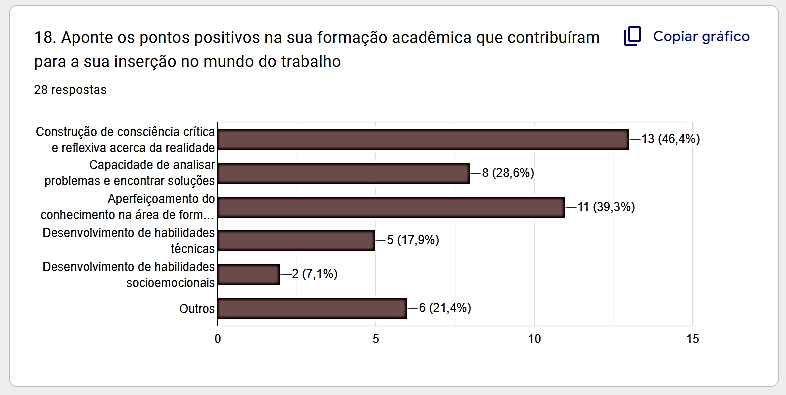 18. Aponte os pontos positivos na sua formação acadêmica que contribuíram
para a sua inserção no mundo do trabalho
Copiar gráfico
28 respostas
Construção de consciência crítica
e reflexiva acerca da realidade
13 (46,4%)
Capacidade de analisar
problemas e encontrar soluções
8 (28,6%)
Aperfeiçoamento do
conhecimento na área de form…
11 (39,3%)
Desenvolvimento de habilidades
técnicas
5 (17,9%)
Desenvolvimento de habilidades
socioemocionais
2 (7,1%)
Outros
6 (21,4%)
0 5 10 15